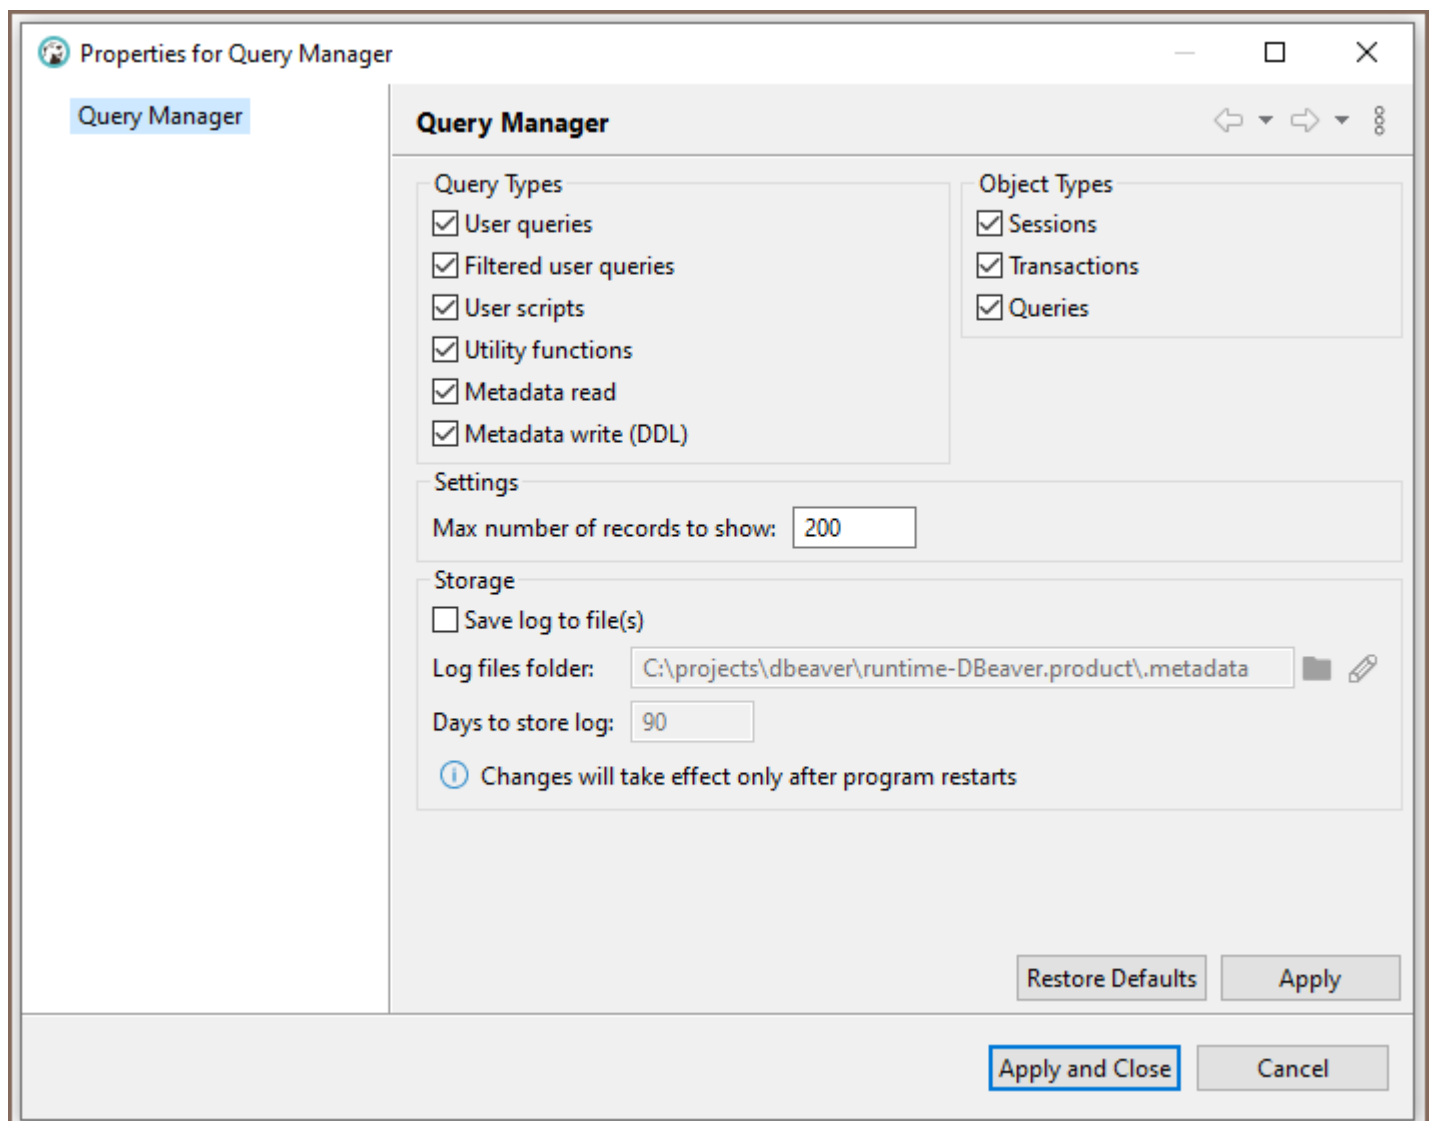 Properties for Query Manager
Query Manager
Query Manager
Query Types
User queries
Filtered user queries
User scripts
Utility functions
Metadata read
Metadata write (DDL)
Object Types
Sessions
Transactions
Queries
Settings
Max number of records to show: 200
Storage
Save log to file(s)
Log files folder: C:\projects\dbeaver\runtime-DBeaver.product\.metadata
Days to store log: 90
Changes will take effect only after program restarts
Restore Defaults Apply
Apply and Close Cancel